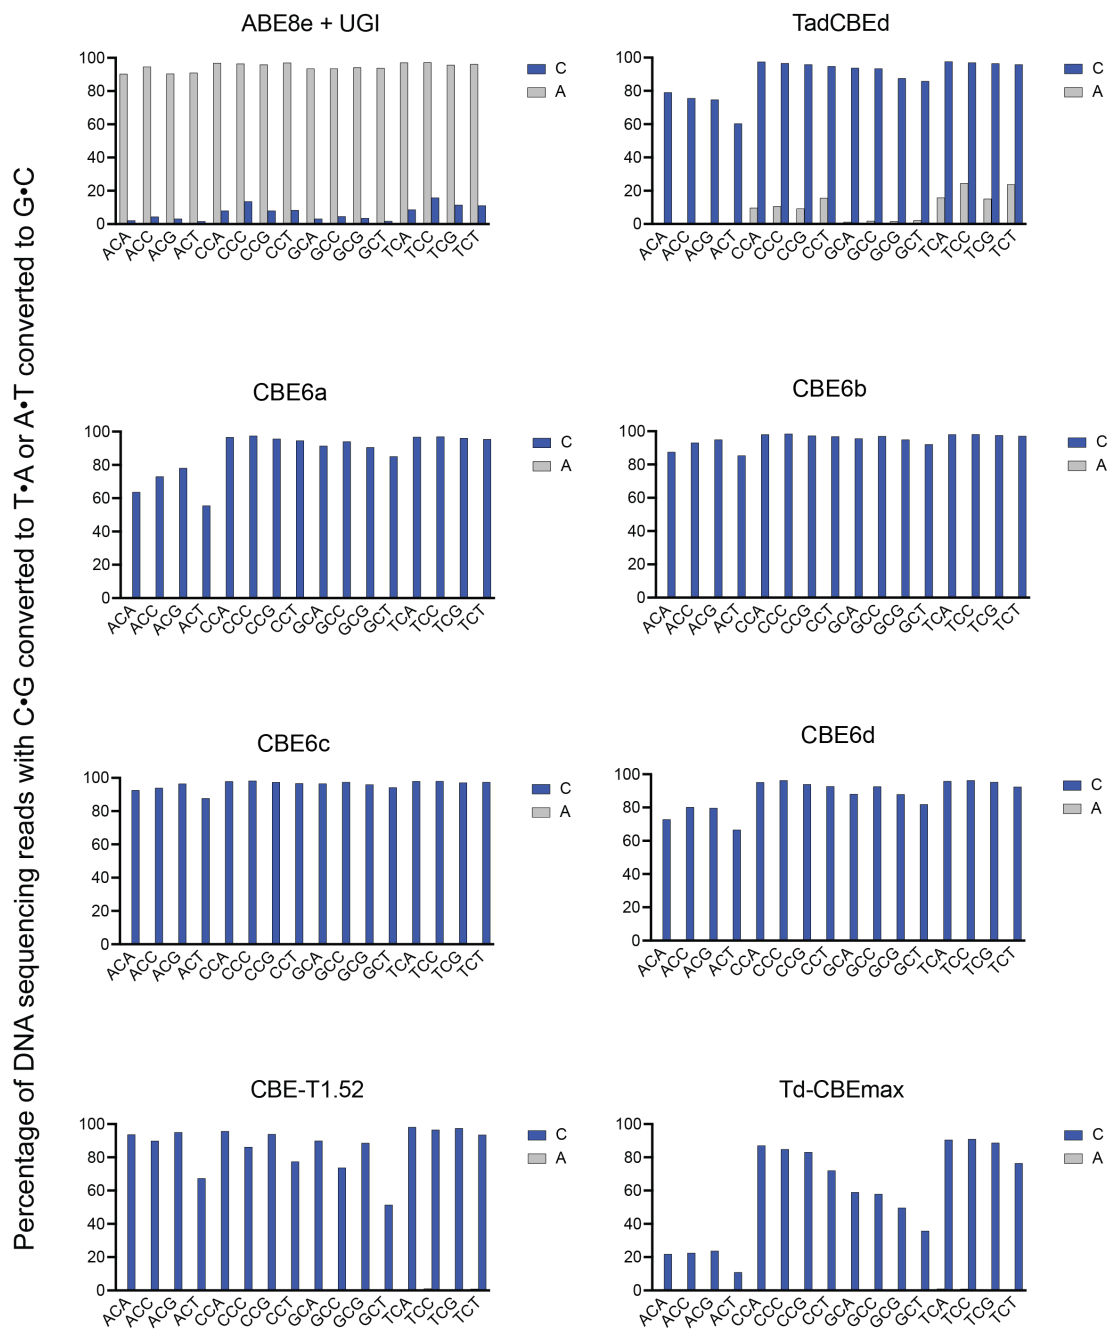 Percentage of DNA sequencing reads with C•G converted to T•A or A•T converted to G•C
ABE8e + UGI
100
80
60
40
20
0
ACA ACC ACG ACT CCA CCC CCG CCT GCA GCC GCG GCT TCA TCC TCG TCT
C
A
TadCBEd
100
80
60
40
20
0
ACA ACC ACG ACT CCA CCC CCG CCT GCA GCC GCG GCT TCA TCC TCG TCT
C
A
CBE6a
100
80
60
40
20
0
ACA ACC ACG ACT CCA CCC CCG CCT GCA GCC GCG GCT TCA TCC TCG TCT
C
A
CBE6b
100
80
60
40
20
0
ACA ACC ACG ACT CCA CCC CCG CCT GCA GCC GCG GCT TCA TCC TCG TCT
C
A
CBE6c
100
80
60
40
20
0
ACA ACC ACG ACT CCA CCC CCG CCT GCA GCC GCG GCT TCA TCC TCG TCT
C
A
CBE6d
100
80
60
40
20
0
ACA ACC ACG ACT CCA CCC CCG CCT GCA GCC GCG GCT TCA TCC TCG TCT
C
A
CBE-T1.52
100
80
60
40
20
0
ACA ACC ACG ACT CCA CCC CCG CCT GCA GCC GCG GCT TCA TCC TCG TCT
C
A
Td-CBEmax
100
80
60
40
20
0
ACA ACC ACG ACT CCA CCC CCG CCT GCA GCC GCG GCT TCA TCC TCG TCT
C
A